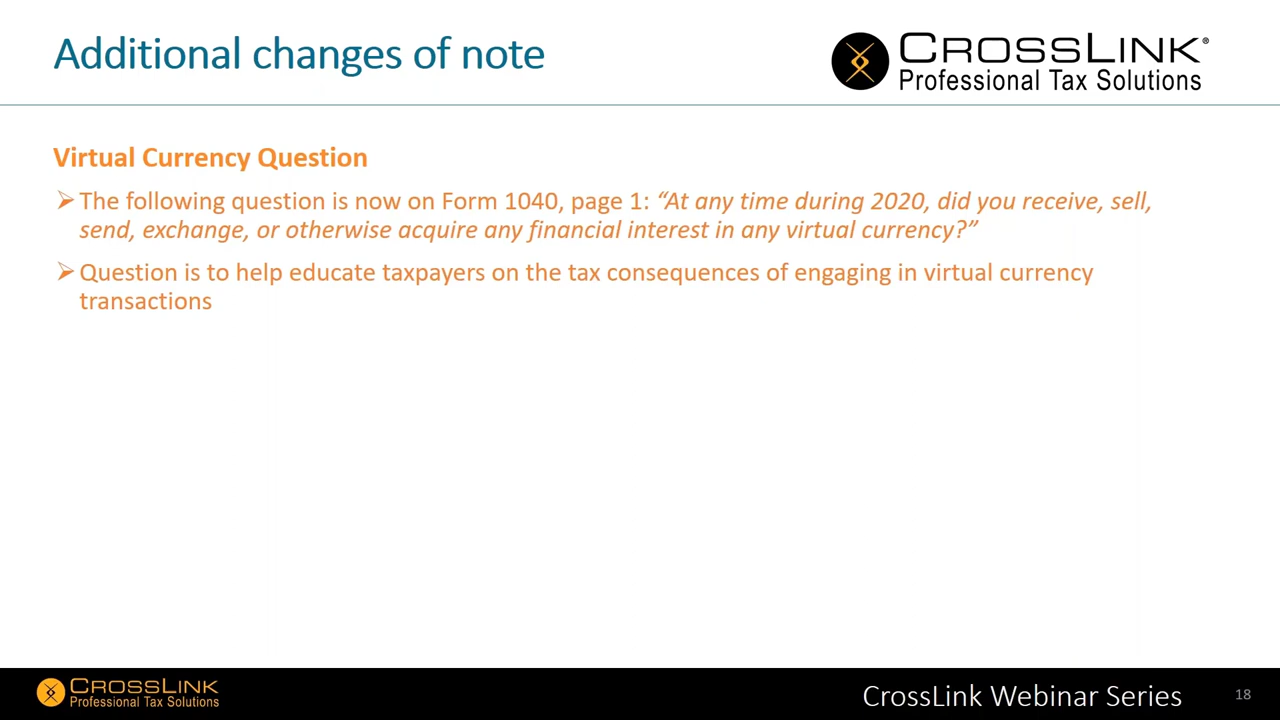 Additional changes of note
CROSSLINK®
Professional Tax Solutions
Virtual Currency Question
The following question is now on Form 1040, page 1: “At any time during 2020, did you receive, sell,
send, exchange, or otherwise acquire any financial interest in any virtual currency?”
Question is to help educate taxpayers on the tax consequences of engaging in virtual currency
transactions
CROSSLINK
Professional Tax Solutions
CrossLink Webinar Series
18